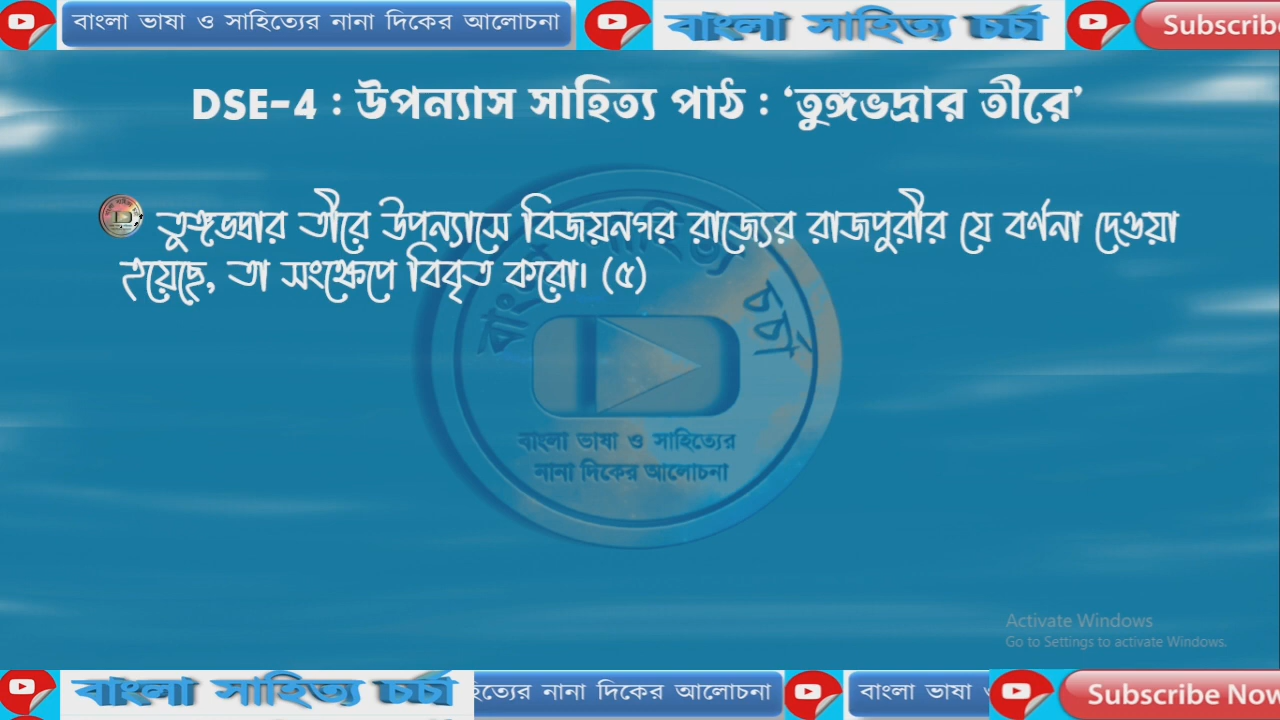 বাংলা ভাষা ও সাহিত্যের নানা দিকের আলোচনা
বাংলা সাহিত্য চর্চা
Subscribe
DSE-4 : উপন্যাস সাহিত্য পাঠ : ‘তুঙ্গভদ্রার তীরে’
তুঙ্গভদ্রার তীরে উপন্যাসে বিজয়নগর রাজ্যের রাজপুরীর যে বর্ণনা দেওয়া
হয়েছে, তা সংক্ষেপে বিবৃত করো। (৫)
বাংলা সাহিত্য চর্চা
বাংলা ভাষা ও সাহিত্যের
নানা দিকের আলোচনা
Activate Windows
Go to Settings to activate Windows.
বাংলা সাহিত্য চর্চা
হিত্যের নানা দিকের আলোচনা
বাংলা ভাষা
Subscribe Now